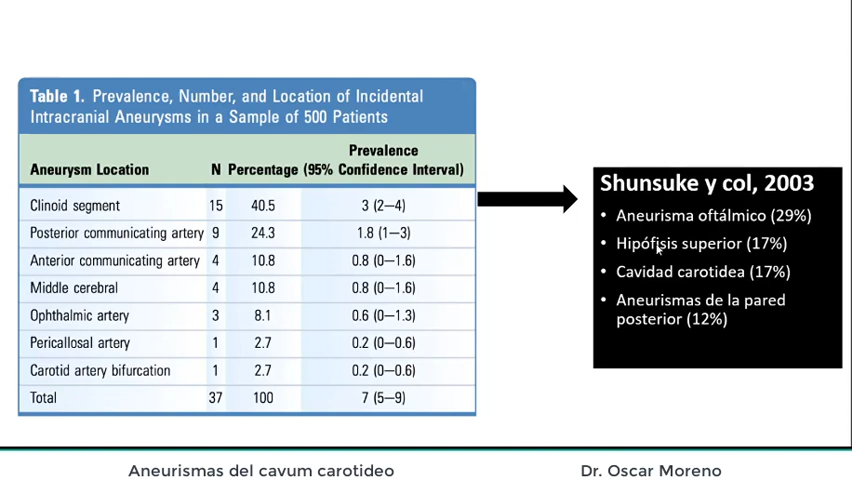 Table 1. Prevalence, Number, and Location of Incidental
Intracranial Aneurysms in a Sample of 500 Patients
Prevalence
Aneurysm Location N Percentage (95% Confidence Interval)
Clinoid segment 15 40.5 3 (2–4)
Posterior communicating artery 9 24.3 1.8 (1–3)
Anterior communicating artery 4 10.8 0.8 (0–1.6)
Middle cerebral 4 10.8 0.8 (0–1.6)
Ophthalmic artery 3 8.1 0.6 (0–1.3)
Pericallosal artery 1 2.7 0.2 (0–0.6)
Carotid artery bifurcation 1 2.7 0.2 (0–0.6)
Total 37 100 7 (5–9)
Shunsuke y col, 2003
• Aneurisma oftálmico (29%)
• Hipófisis superior (17%)
• Cavidad carotidea (17%)
• Aneurismas de la pared
posterior (12%)
Aneurismas del cavum carotideo
Dr. Oscar Moreno